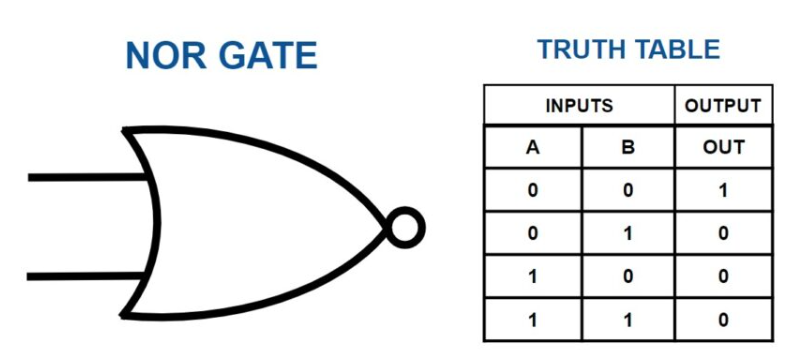 NOR GATE
TRUTH TABLE
INPUTS OUTPUT
A B OUT
0 0 1
0 1 0
1 0 0
1 1 0